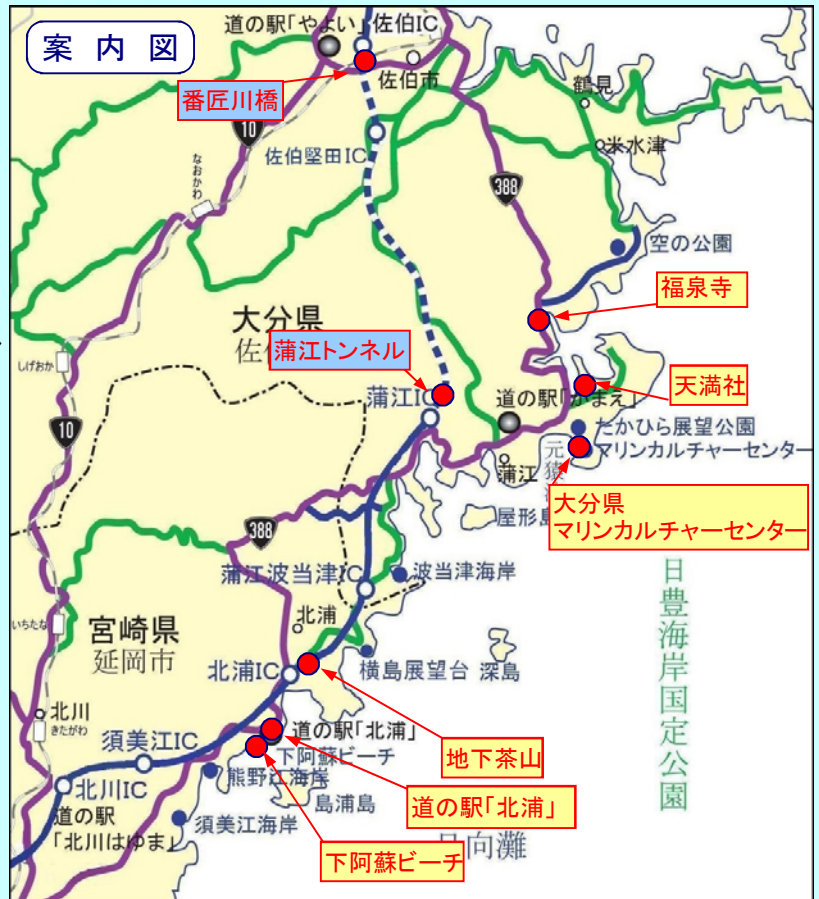 案内図
道の駅「やよい」
佐伯IC
番匠川橋
佐伯市
鶴見
10
佐伯堅田IC
米水津
なおかわ
388
空の公園
福泉寺
大分県
佐伯
蒲江トンネル
しげおか
天満社
蒲江IC
道の駅「かまえ」
たかひら展望公園
10
マリンカルチャーセンター
蒲江
元猿
大分県
マリンカルチャーセンター
屋形島
388
蒲江波当津IC
波当津海岸
日豊海岸国定公園
いちたな
宮崎県
延岡市
北浦
北浦IC
横島展望台
深島
北川
きたがわ
須美江IC
道の駅「北浦」
下阿蘇ビーチ
地下茶山
熊野江海岸
北川IC
島浦島
道の駅「北浦」
道の駅
「北川はゆま」
須美江海岸
向灘
下阿蘇ビーチ